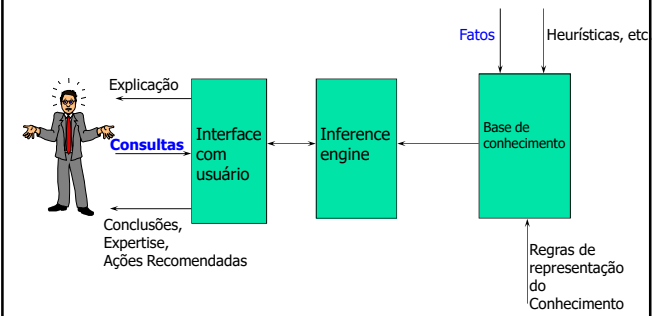 Fatos
Heurísticas, etc
Explicação
Consultas
Conclusões,
Expertise,
Ações Recomendadas
Interface
com
usuário
Inference
engine
Base de
conhecimento
Regras de
representação
do
Conhecimento